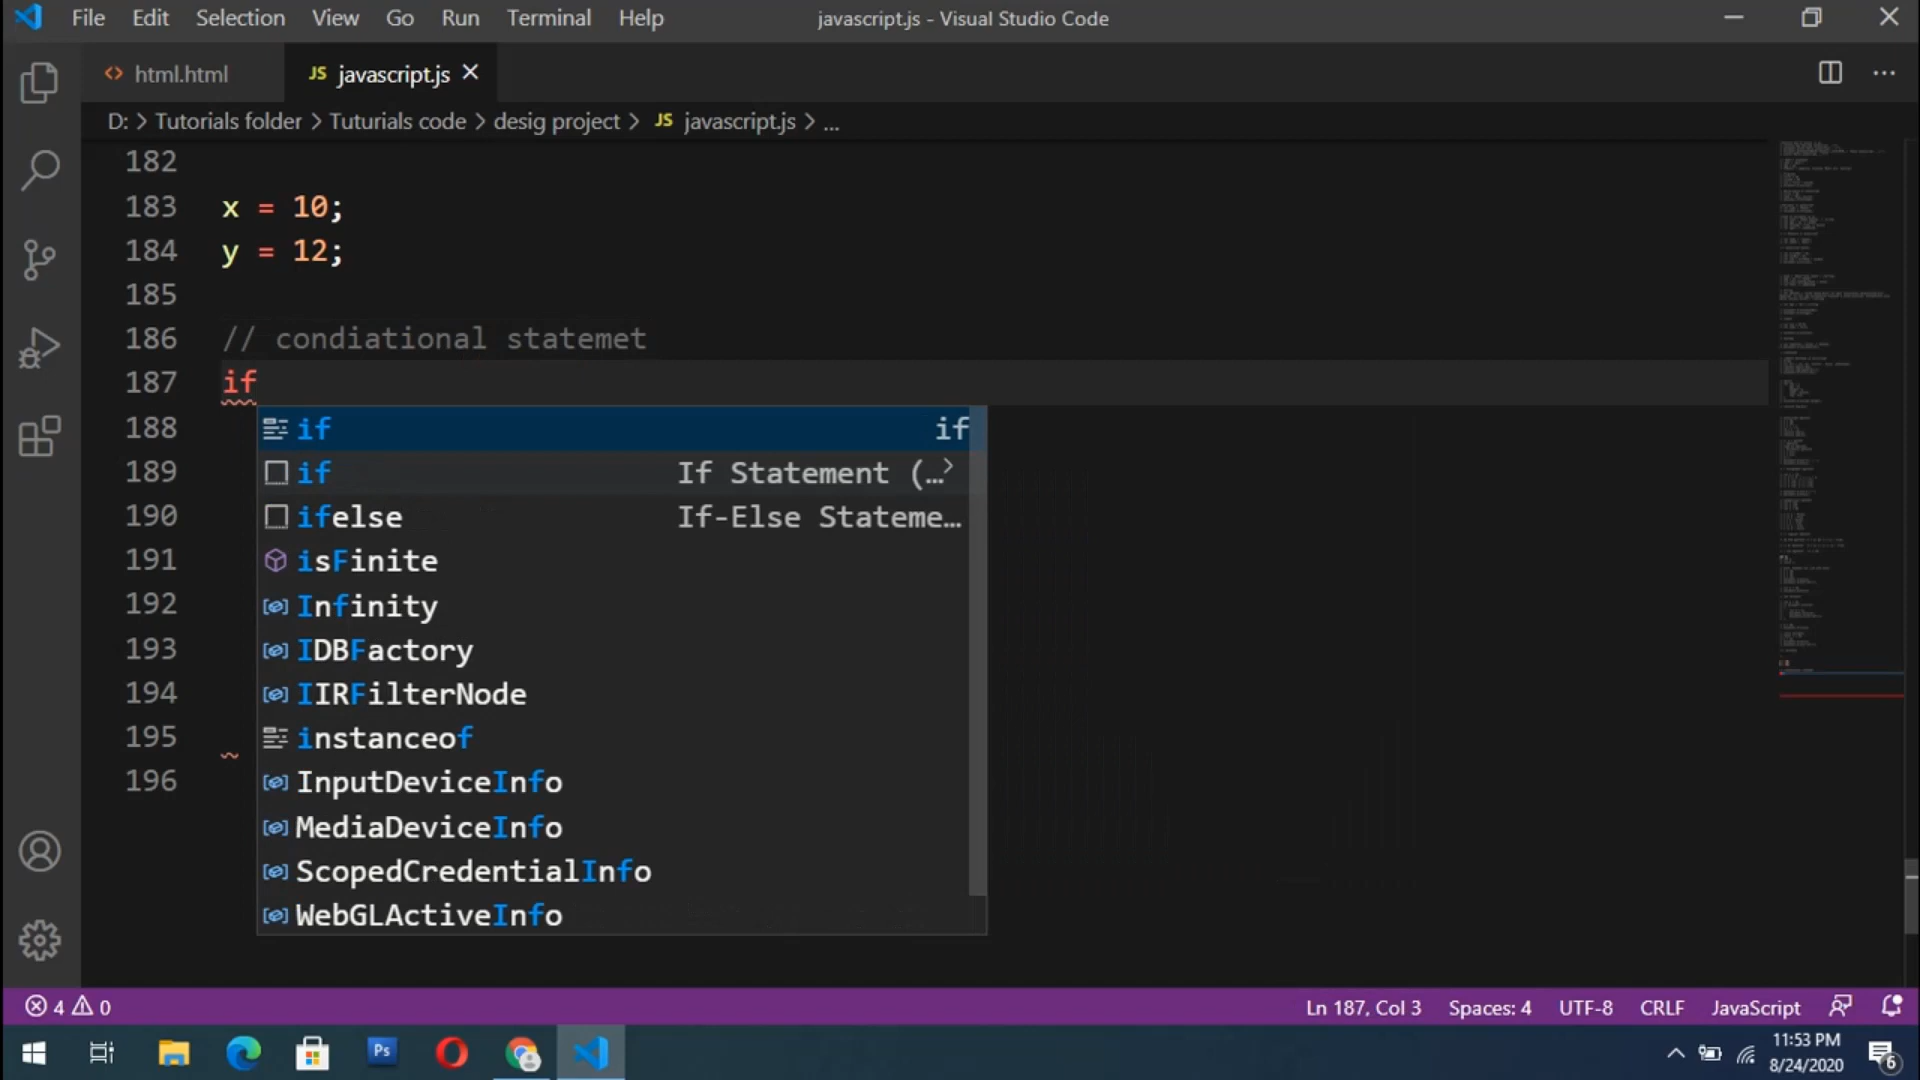 File Edit Selection View Go Run Terminal Help javascript.js - Visual Studio Code
html.html JS javascript.js
D: > Tutorials folder > Tuturials code > desig project > JS javascript.js > ...
182
183 x = 10;
184 y = 12;
185
186 // condiational statemet
187 if
188 if if
189 if If Statement (…
190 ifelse If-Else Stateme…
191 isFinite
192 Infinity
193 IDBFactory
194 IIRFilterNode
195 instanceof
196 InputDeviceInfo
MediaDeviceInfo
ScopedCredentialInfo
WebGLActiveInfo
4 0 Ln 187, Col 3 Spaces: 4 UTF-8 CRLF JavaScript
Ps 11:53 PM
8/24/2020 6